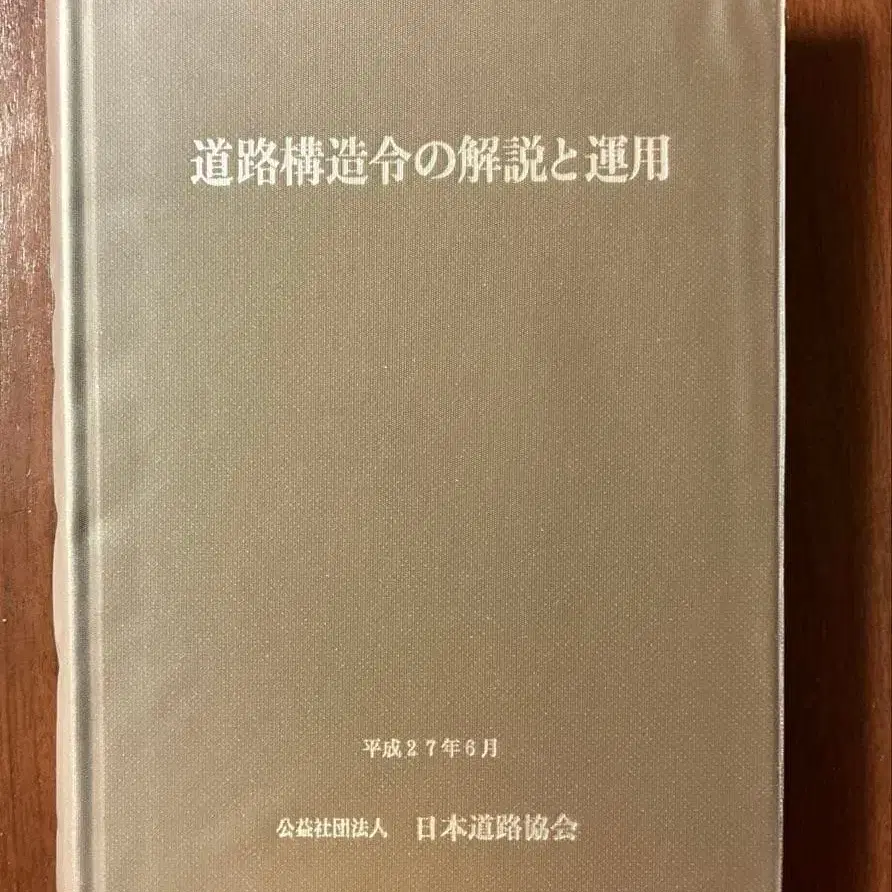 道路構造令の解説と運用
平成27年6月
公益社団法人 日本道路協会